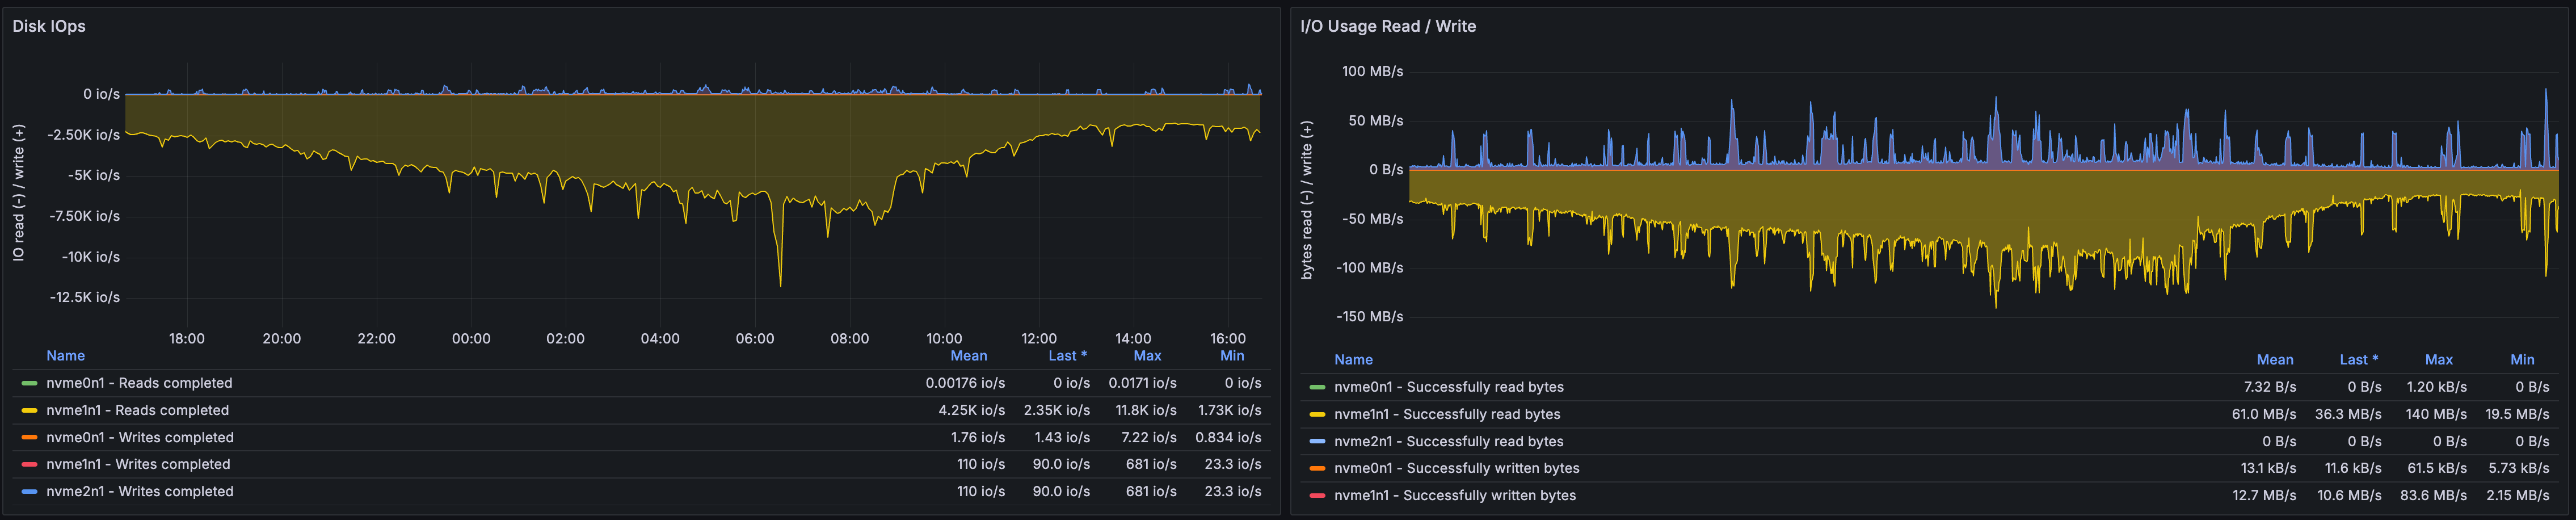 Disk IOps
IO read (-) / write (+)
0 io/s
-2.50K io/s
-5K io/s
-7.50K io/s
-10K io/s
-12.5K io/s
18:00 20:00 22:00 00:00 02:00 04:00 06:00 08:00 10:00 12:00 14:00 16:00
Name Mean Last * Max Min
nvme0n1 - Reads completed 0.00176 io/s 0 io/s 0.0171 io/s 0 io/s
nvme1n1 - Reads completed 4.25K io/s 2.35K io/s 11.8K io/s 1.73K io/s
nvme0n1 - Writes completed 1.76 io/s 1.43 io/s 7.22 io/s 0.834 io/s
nvme1n1 - Writes completed 110 io/s 90.0 io/s 681 io/s 23.3 io/s
nvme2n1 - Writes completed 110 io/s 90.0 io/s 681 io/s 23.3 io/s
I/O Usage Read / Write
bytes read (-) / write (+)
100 MB/s
50 MB/s
0 B/s
-50 MB/s
-100 MB/s
-150 MB/s
Name Mean Last * Max Min
nvme0n1 - Successfully read bytes 7.32 B/s 0 B/s 1.20 kB/s 0 B/s
nvme1n1 - Successfully read bytes 61.0 MB/s 36.3 MB/s 140 MB/s 19.5 MB/s
nvme2n1 - Successfully read bytes 0 B/s 0 B/s 0 B/s 0 B/s
nvme0n1 - Successfully written bytes 13.1 kB/s 11.6 kB/s 61.5 kB/s 5.73 kB/s
nvme1n1 - Successfully written bytes 12.7 MB/s 10.6 MB/s 83.6 MB/s 2.15 MB/s